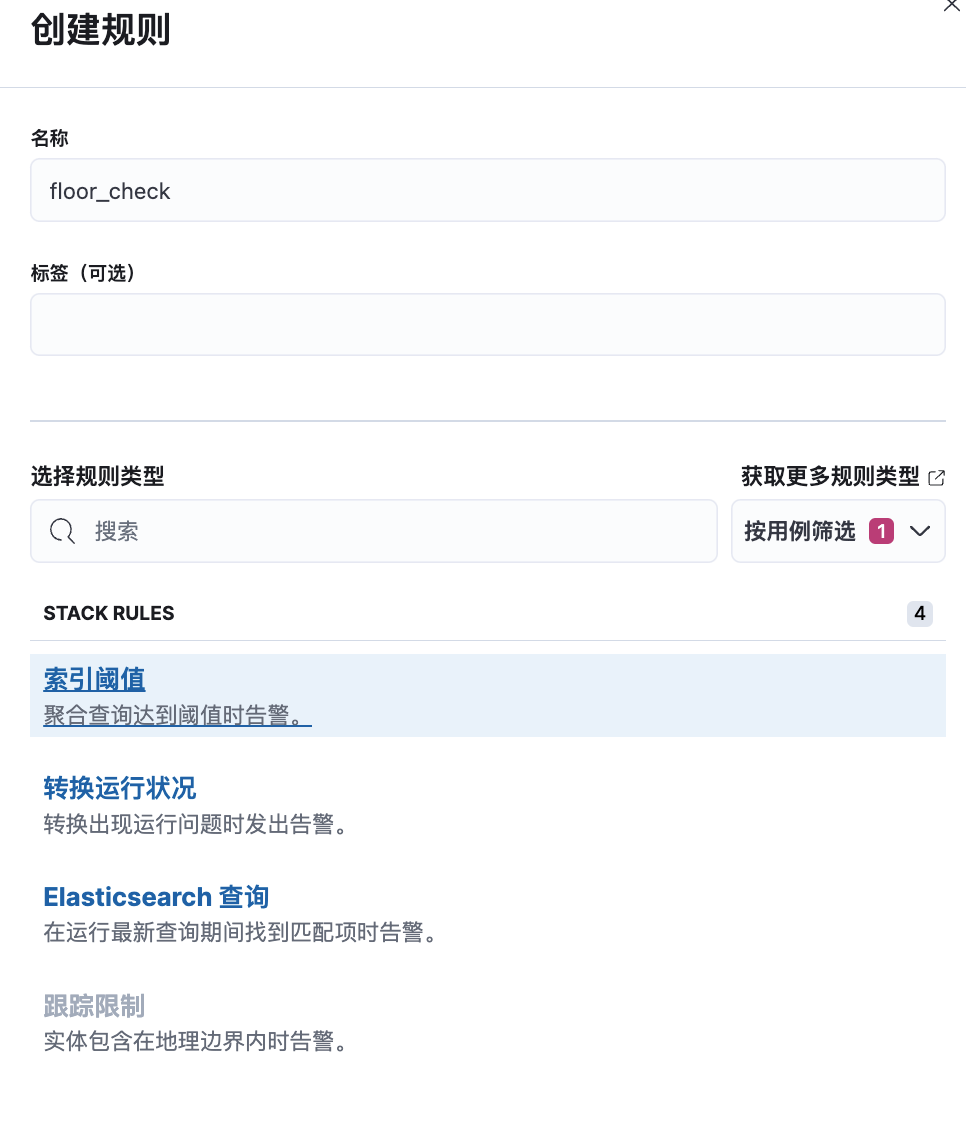 创建规则
名称
floor_check
标签（可选）
选择规则类型
获取更多规则类型
搜索
按用例筛选 1
STACK RULES 4
索引阈值
聚合查询达到阈值时告警。
转换运行状况
转换出现运行问题时发出告警。
Elasticsearch 查询
在运行最新查询期间找到匹配项时告警。
跟踪限制
实体包含在地理边界内时告警。